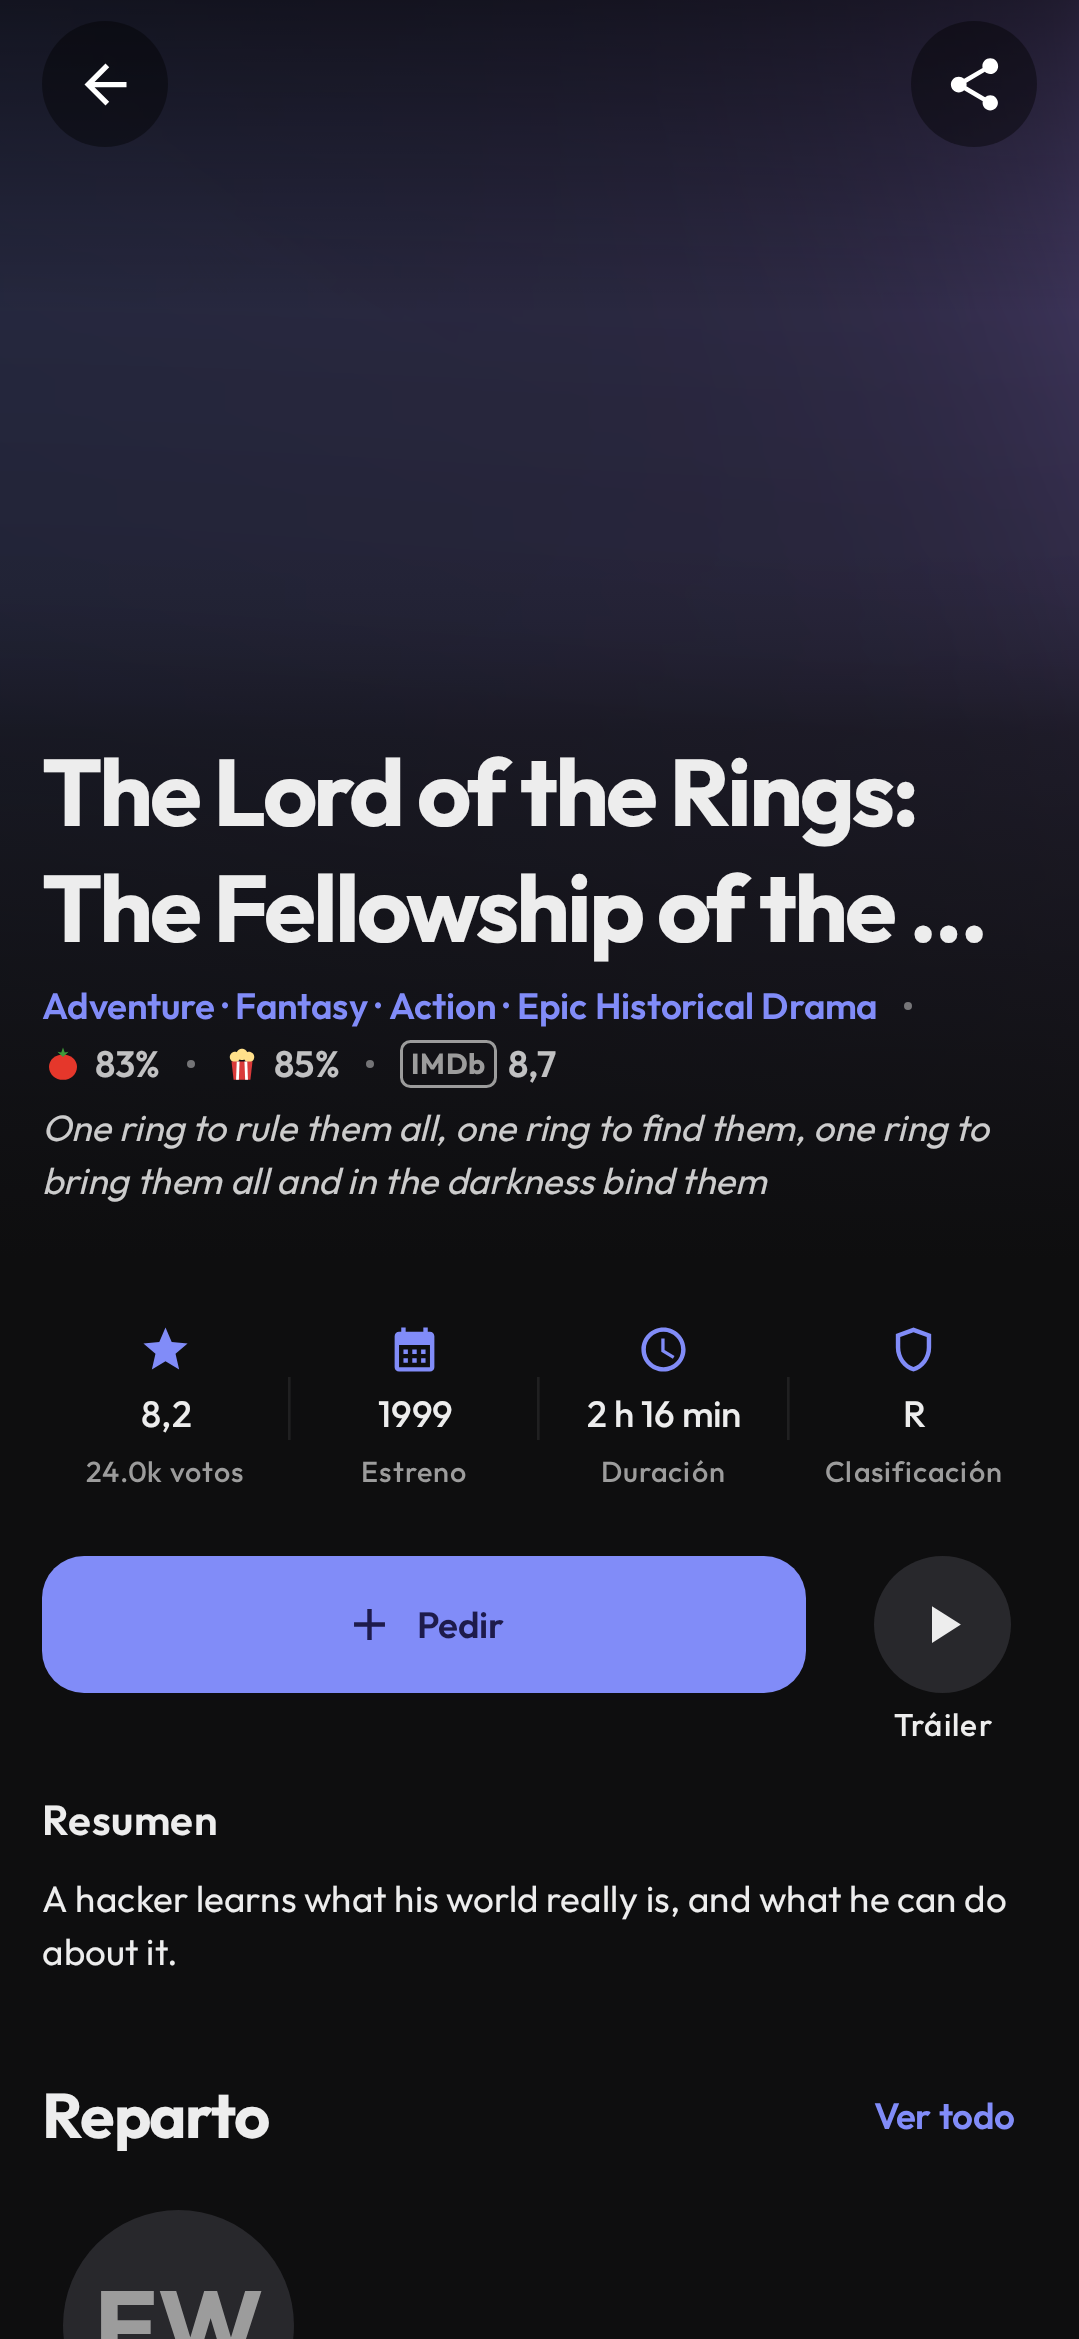 The Lord of the Rings:
The Fellowship of the ...
Adventure · Fantasy · Action · Epic Historical Drama •
83% • 85% • IMDb 8,7
One ring to rule them all, one ring to find them, one ring to
bring them all and in the darkness bind them
8,2 1999 2 h 16 min R
24.0k votos Estreno Duración Clasificación
+ Pedir
Tráiler
Resumen
A hacker learns what his world really is, and what he can do
about it.
Reparto Ver todo
EW